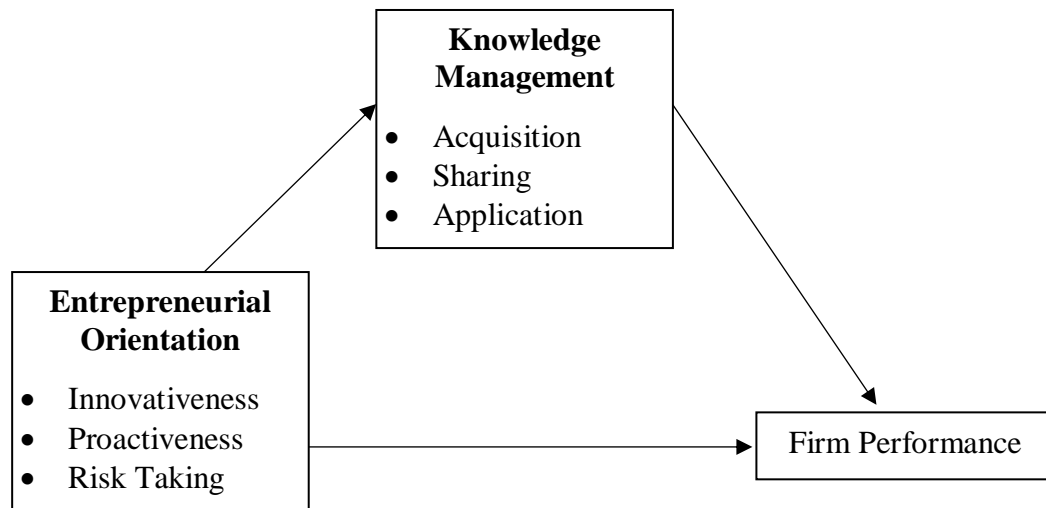 Knowledge
Management
• Acquisition
• Sharing
• Application
Entrepreneurial
Orientation
• Innovativeness
• Proactiveness
• Risk Taking
Firm Performance